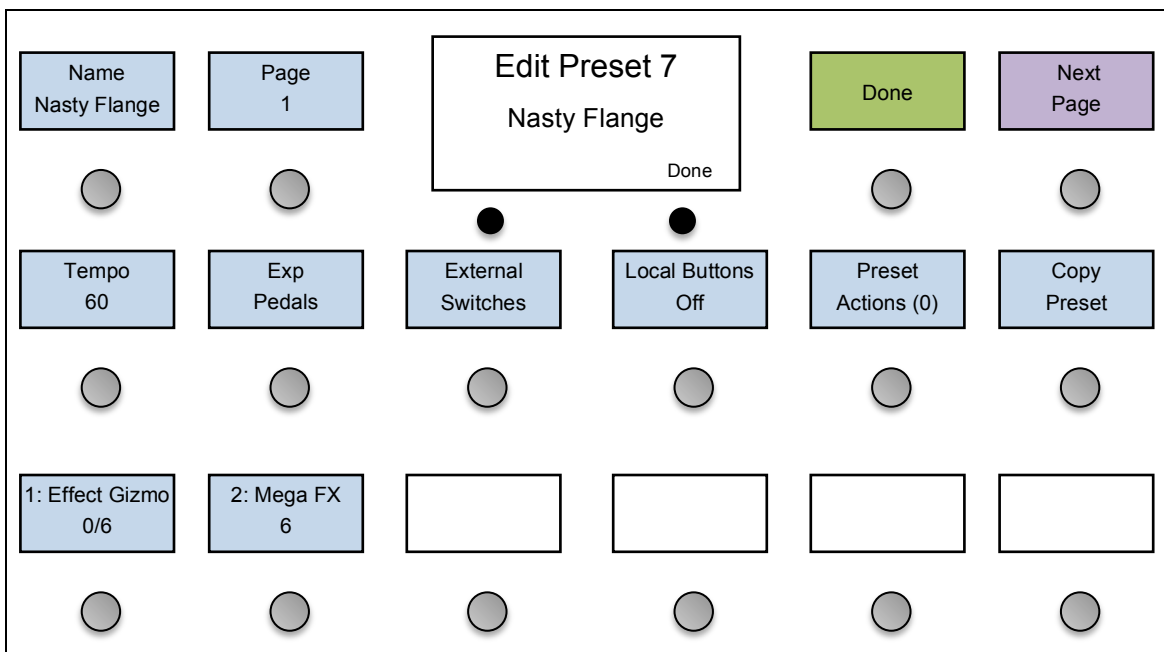 Name
Nasty Flange
Page
1
Edit Preset 7
Nasty Flange
Done
Done
Next
Page
Tempo
60
Exp
Pedals
External
Switches
Local Buttons
Off
Preset
Actions (0)
Copy
Preset
1: Effect Gizmo
0/6
2: Mega FX
6